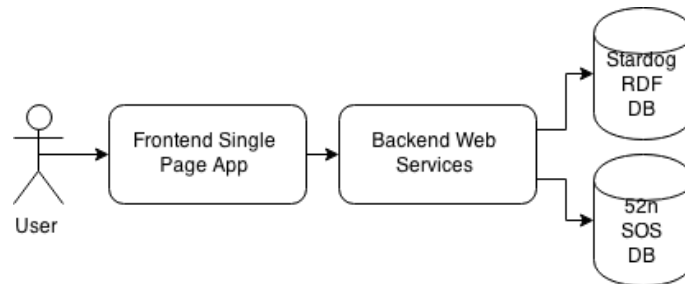 User
Frontend Single
Page App
Backend Web
Services
Stardog
RDF
DB
52n
SOS
DB